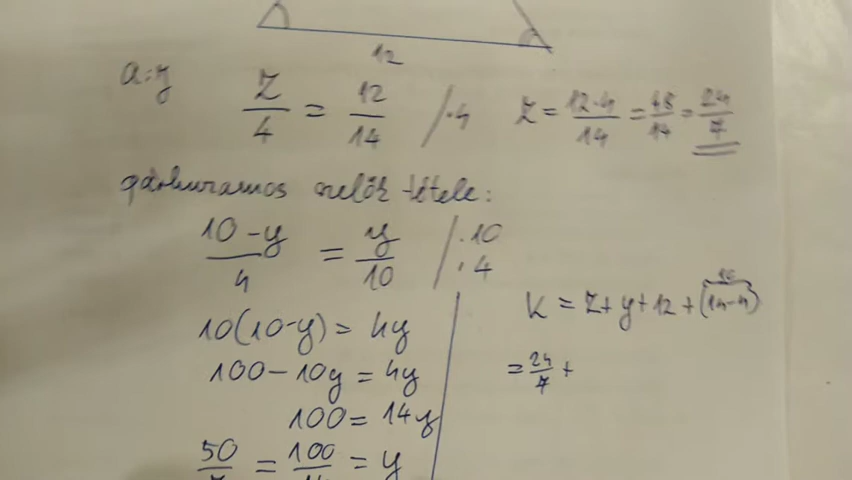 12
a:z z/4 = 12/14 /·4 z = 12·4/14 = 48/14 = 24/7
párhuzamos szelők tétele:
10-y/4 = y/10 /·10 ·4
10(10-y) = 4y
100-10y = 4y
100 = 14y
50/7 = 100/14 = y
10
K = z+y+12+(14-4)
= 24/7 +